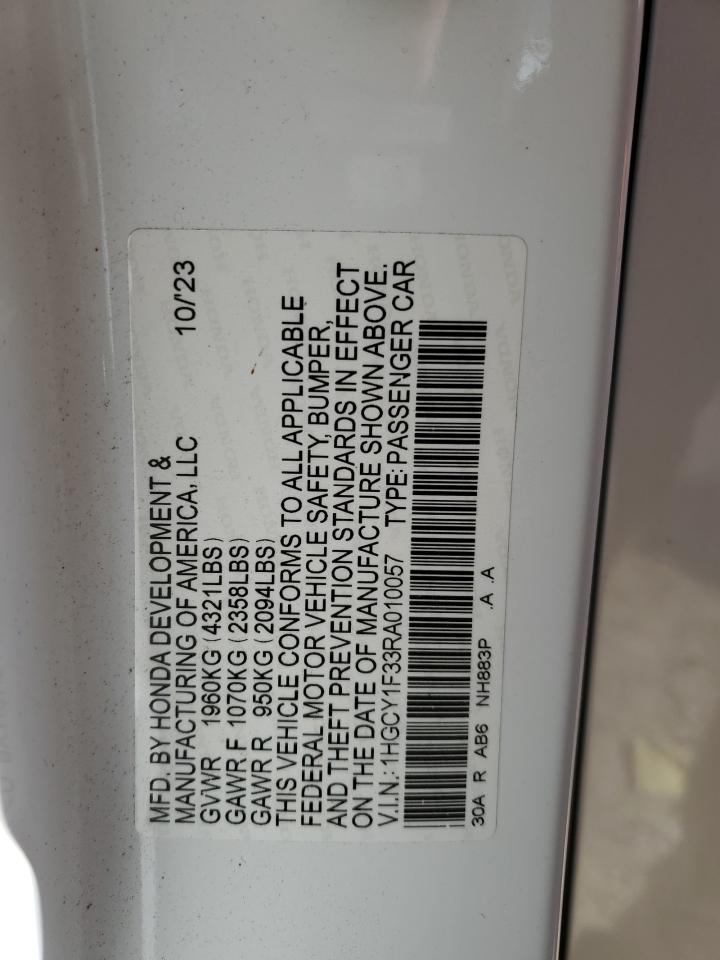 MFD. BY HONDA DEVELOPMENT &
MANUFACTURING OF AMERICA, LLC 10/'23
GVWR 1960KG (4321LBS)
GAWR F 1070KG (2358LBS)
GAWR R 950KG (2094LBS)
THIS VEHICLE CONFORMS TO ALL APPLICABLE
FEDERAL MOTOR VEHICLE SAFETY, BUMPER,
AND THEFT PREVENTION STANDARDS IN EFFECT
ON THE DATE OF MANUFACTURE SHOWN ABOVE.
V.I.N.: 1HGCY1F33RA010057 TYPE: PASSENGER CAR
30A R AB6 NH883P .A .A